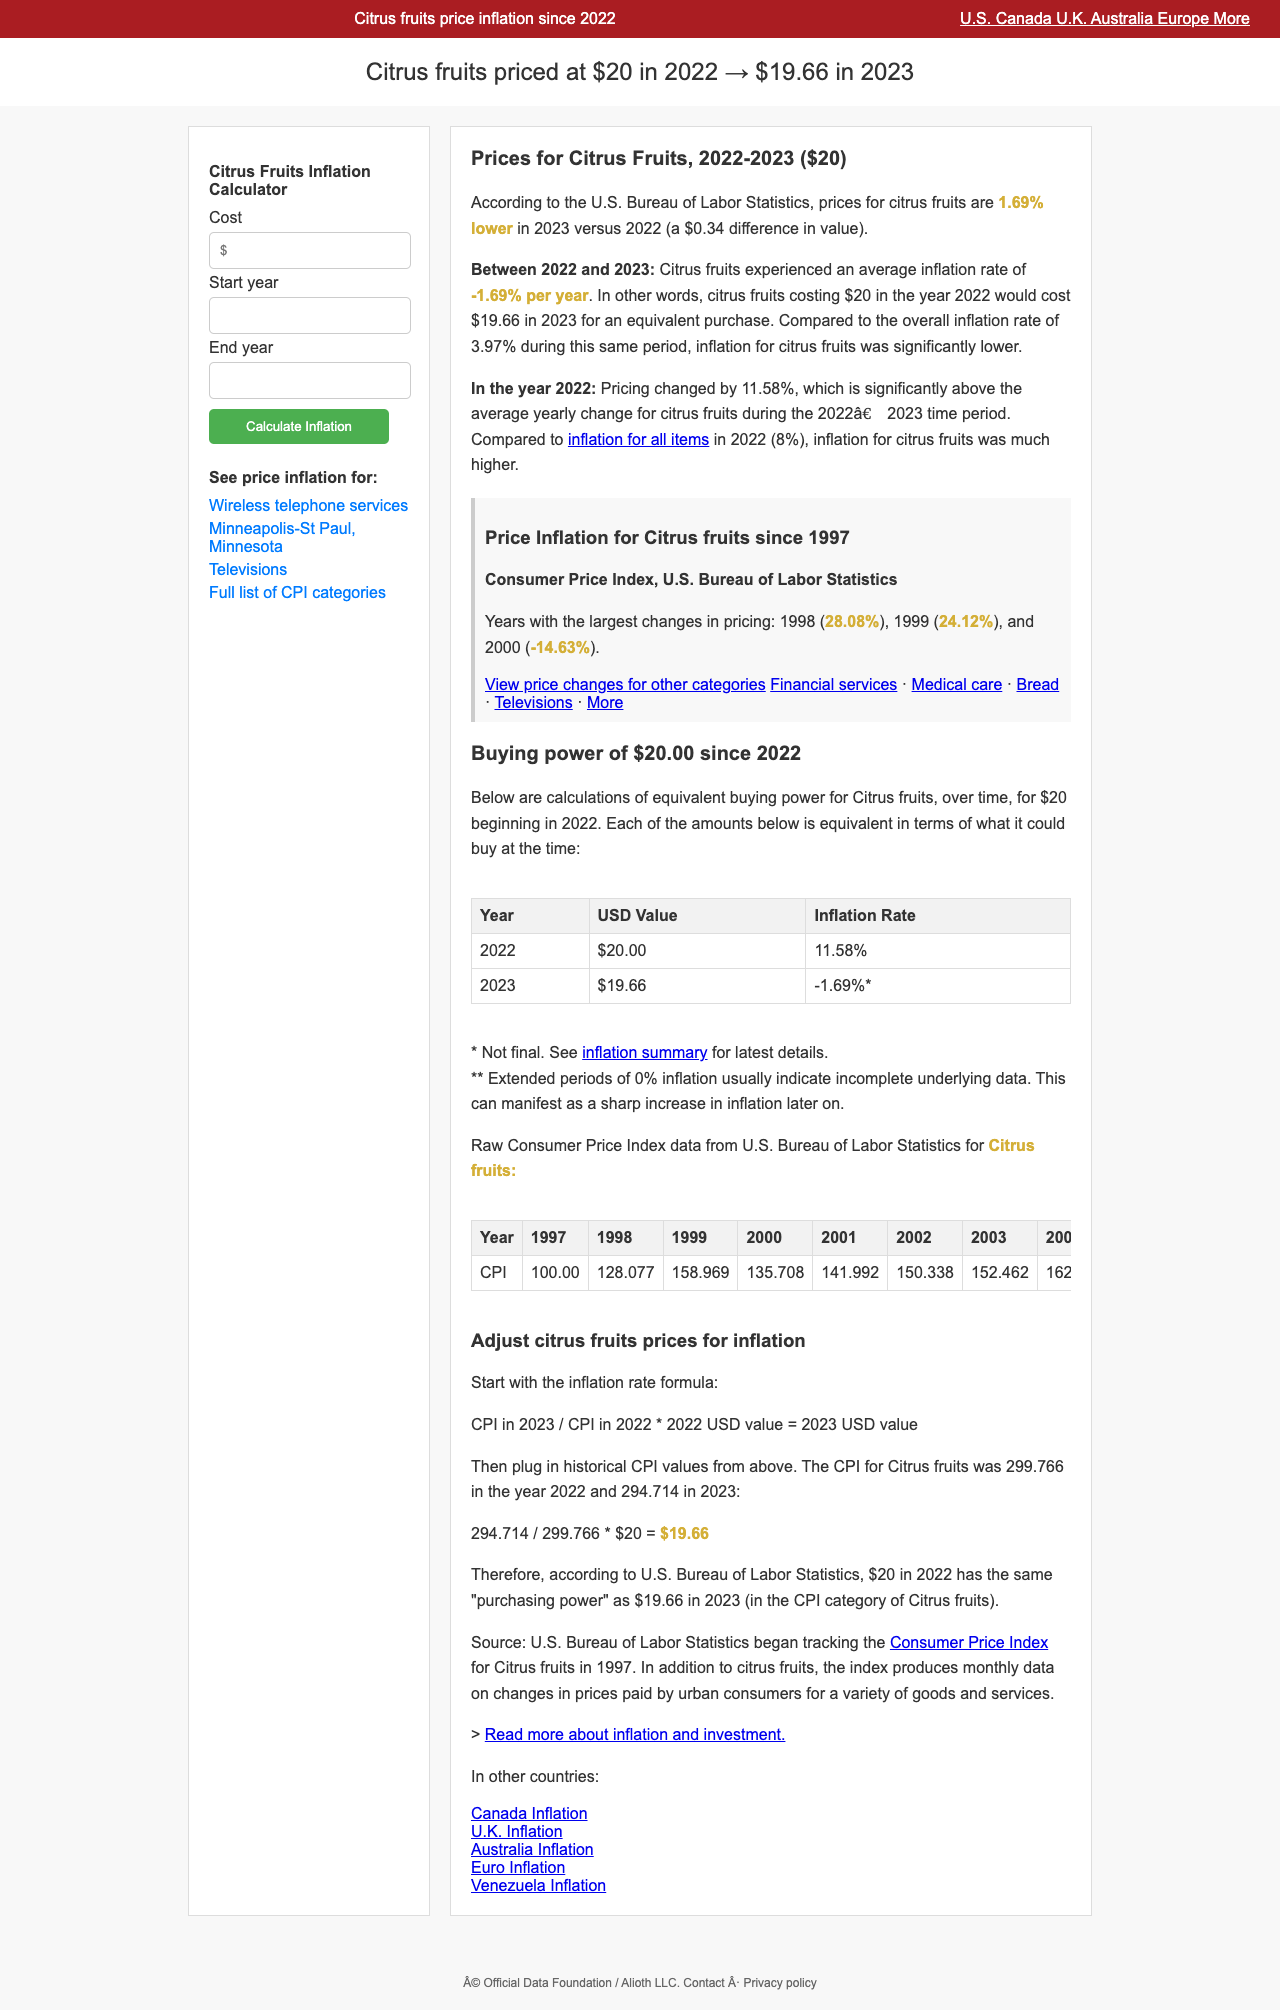 Citrus fruits price inflation since 2022
U.S. Canada U.K. Australia Europe More
Citrus fruits priced at $20 in 2022 → $19.66 in 2023
Citrus Fruits Inflation
Calculator
Cost
$
Start year
End year
Calculate Inflation
See price inflation for:
Wireless telephone services
Minneapolis-St Paul,
Minnesota
Televisions
Full list of CPI categories
Prices for Citrus Fruits, 2022-2023 ($20)
According to the U.S. Bureau of Labor Statistics, prices for citrus fruits are 1.69%
lower in 2023 versus 2022 (a $0.34 difference in value).
Between 2022 and 2023: Citrus fruits experienced an average inflation rate of
-1.69% per year. In other words, citrus fruits costing $20 in the year 2022 would cost
$19.66 in 2023 for an equivalent purchase. Compared to the overall inflation rate of
3.97% during this same period, inflation for citrus fruits was significantly lower.
In the year 2022: Pricing changed by 11.58%, which is significantly above the
average yearly change for citrus fruits during the 2022â€ 2023 time period.
Compared to inflation for all items in 2022 (8%), inflation for citrus fruits was much
higher.
Price Inflation for Citrus fruits since 1997
Consumer Price Index, U.S. Bureau of Labor Statistics
Years with the largest changes in pricing: 1998 (28.08%), 1999 (24.12%), and
2000 (-14.63%).
View price changes for other categories Financial services · Medical care · Bread
· Televisions · More
Buying power of $20.00 since 2022
Below are calculations of equivalent buying power for Citrus fruits, over time, for $20
beginning in 2022. Each of the amounts below is equivalent in terms of what it could
buy at the time:
Year USD Value Inflation Rate
2022 $20.00 11.58%
2023 $19.66 -1.69%*
* Not final. See inflation summary for latest details.
** Extended periods of 0% inflation usually indicate incomplete underlying data. This
can manifest as a sharp increase in inflation later on.
Raw Consumer Price Index data from U.S. Bureau of Labor Statistics for Citrus
fruits:
Year 1997 1998 1999 2000 2001 2002 2003 200
CPI 100.00 128.077 158.969 135.708 141.992 150.338 152.462 162
Adjust citrus fruits prices for inflation
Start with the inflation rate formula:
CPI in 2023 / CPI in 2022 * 2022 USD value = 2023 USD value
Then plug in historical CPI values from above. The CPI for Citrus fruits was 299.766
in the year 2022 and 294.714 in 2023:
294.714 / 299.766 * $20 = $19.66
Therefore, according to U.S. Bureau of Labor Statistics, $20 in 2022 has the same
"purchasing power" as $19.66 in 2023 (in the CPI category of Citrus fruits).
Source: U.S. Bureau of Labor Statistics began tracking the Consumer Price Index
for Citrus fruits in 1997. In addition to citrus fruits, the index produces monthly data
on changes in prices paid by urban consumers for a variety of goods and services.
> Read more about inflation and investment.
In other countries:
Canada Inflation
U.K. Inflation
Australia Inflation
Euro Inflation
Venezuela Inflation
Â© Official Data Foundation / Alioth LLC. Contact Â· Privacy policy